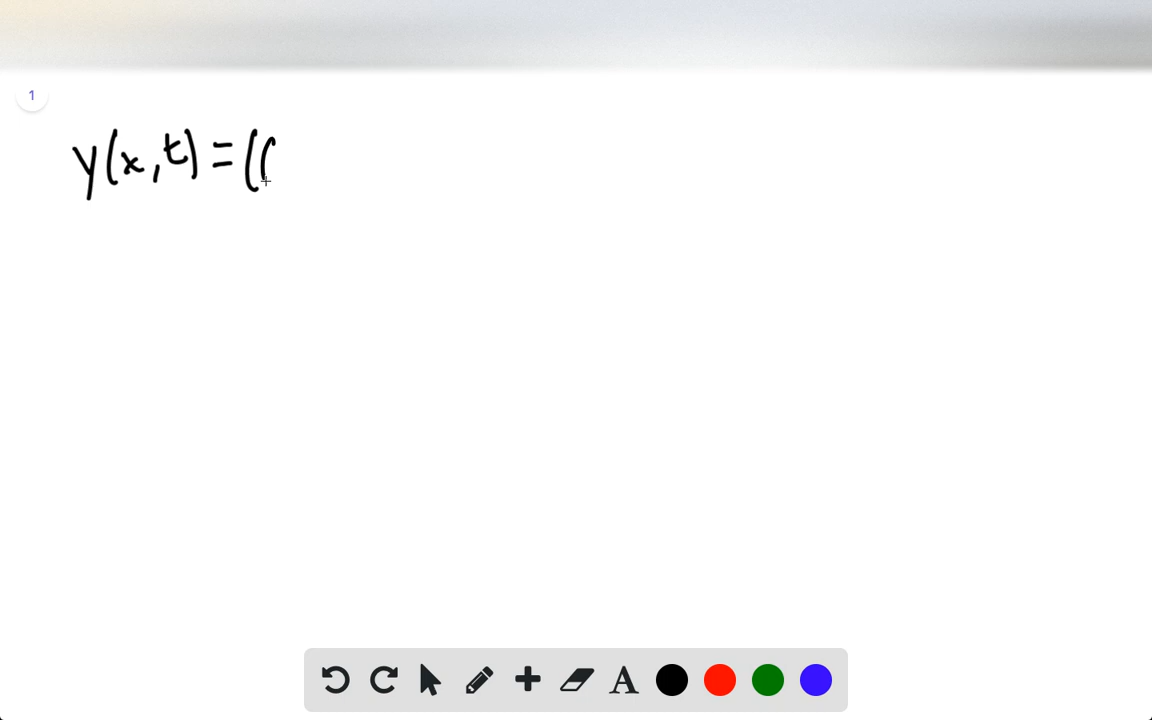 1
y(x,t) = ((
A